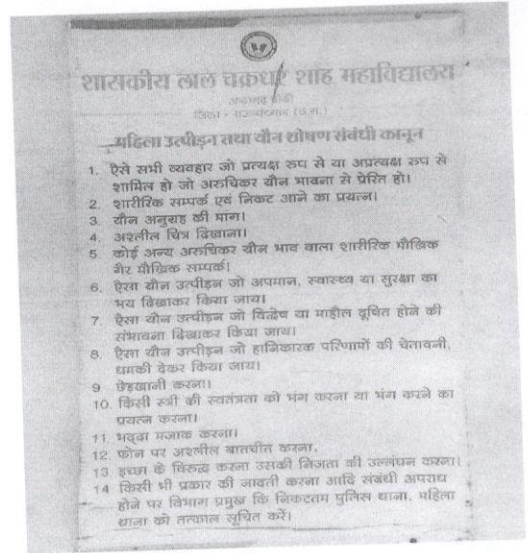 शासकीय लाल चक्रधर शाह महाविद्यालय
अम्बागढ़ चौकी
जिला - राजनांदगांव (छ.ग.)
महिला उत्पीड़न तथा यौन शोषण संबंधी कानून
1. ऐसे सभी व्यवहार जो प्रत्यक्ष रुप से या अप्रत्यक्ष रुप से
शामिल हो जो अरुचिकर यौन भावना से प्रेरित हो।
2. शारीरिक सम्पर्क एवं निकट आने का प्रयत्न।
3. यौन अनुग्रह की मांग।
4. अश्लील चित्र दिखाना।
5. कोई अन्य अरुचिकर यौन भाव वाला शारीरिक मौखिक
गैर मौखिक सम्पर्क।
6. ऐसा यौन उत्पीड़न जो अपमान, स्वास्थ्य या सुरक्षा का
भय दिखाकर किया जाय।
7. ऐसा यौन उत्पीड़न जो विद्वेष या माहौल दूषित होने की
संभावना दिखाकर किया जाय।
8. ऐसा यौन उत्पीड़न जो हानिकारक परिणामों की चेतावनी,
धमकी देकर किया जाय।
9 छेड़खानी करना।।
10. किसी स्त्री की स्वतंत्रता को भंग करना या भंग करने का
प्रयत्न करना।
11. भद्दा मजाक करना।
12. फोन पर अश्लील बातचीत करना,
13 इच्छा के विरुद्ध करना उसकी निजता की उल्लंघन करना।
14 किसी भी प्रकार की जावती करना आदि संबंधी अपराध
होने पर विभाग प्रमुख कि निकटतम पुलिस थाना, महिला
थाना को तत्काल सूचित करें।